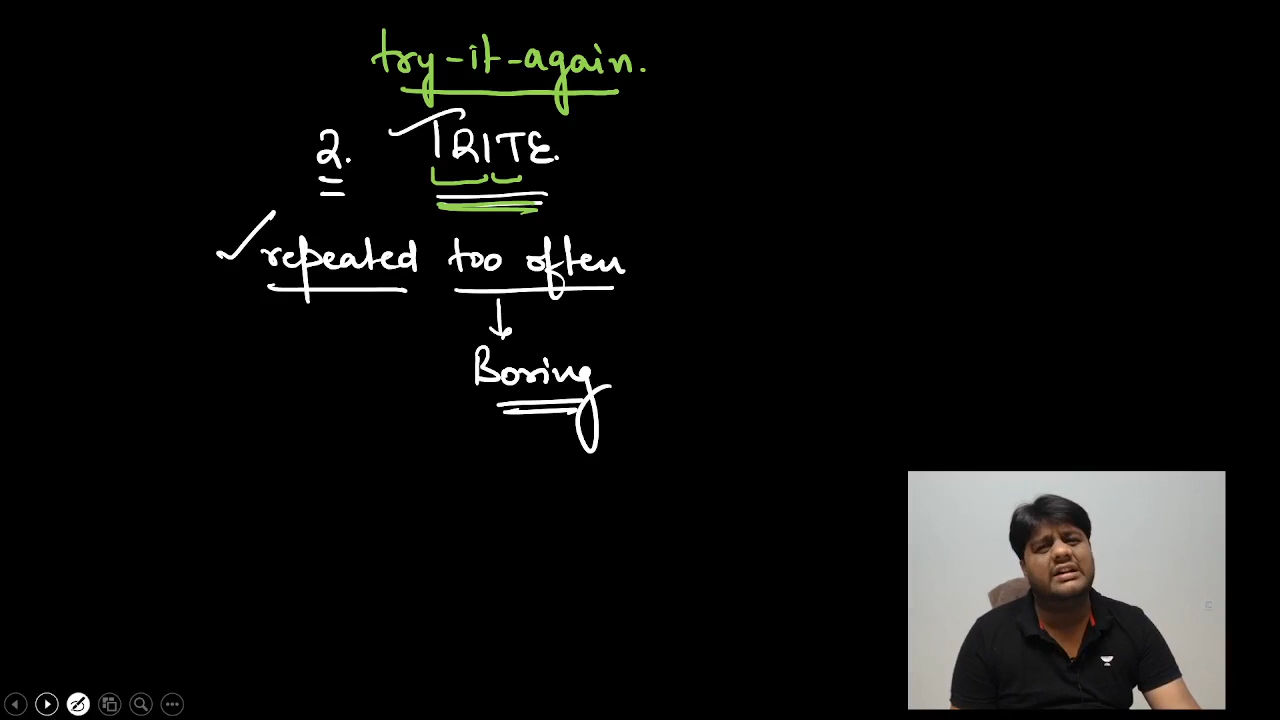 try-it-again.
2. TRITE.
repeated too often
Boring